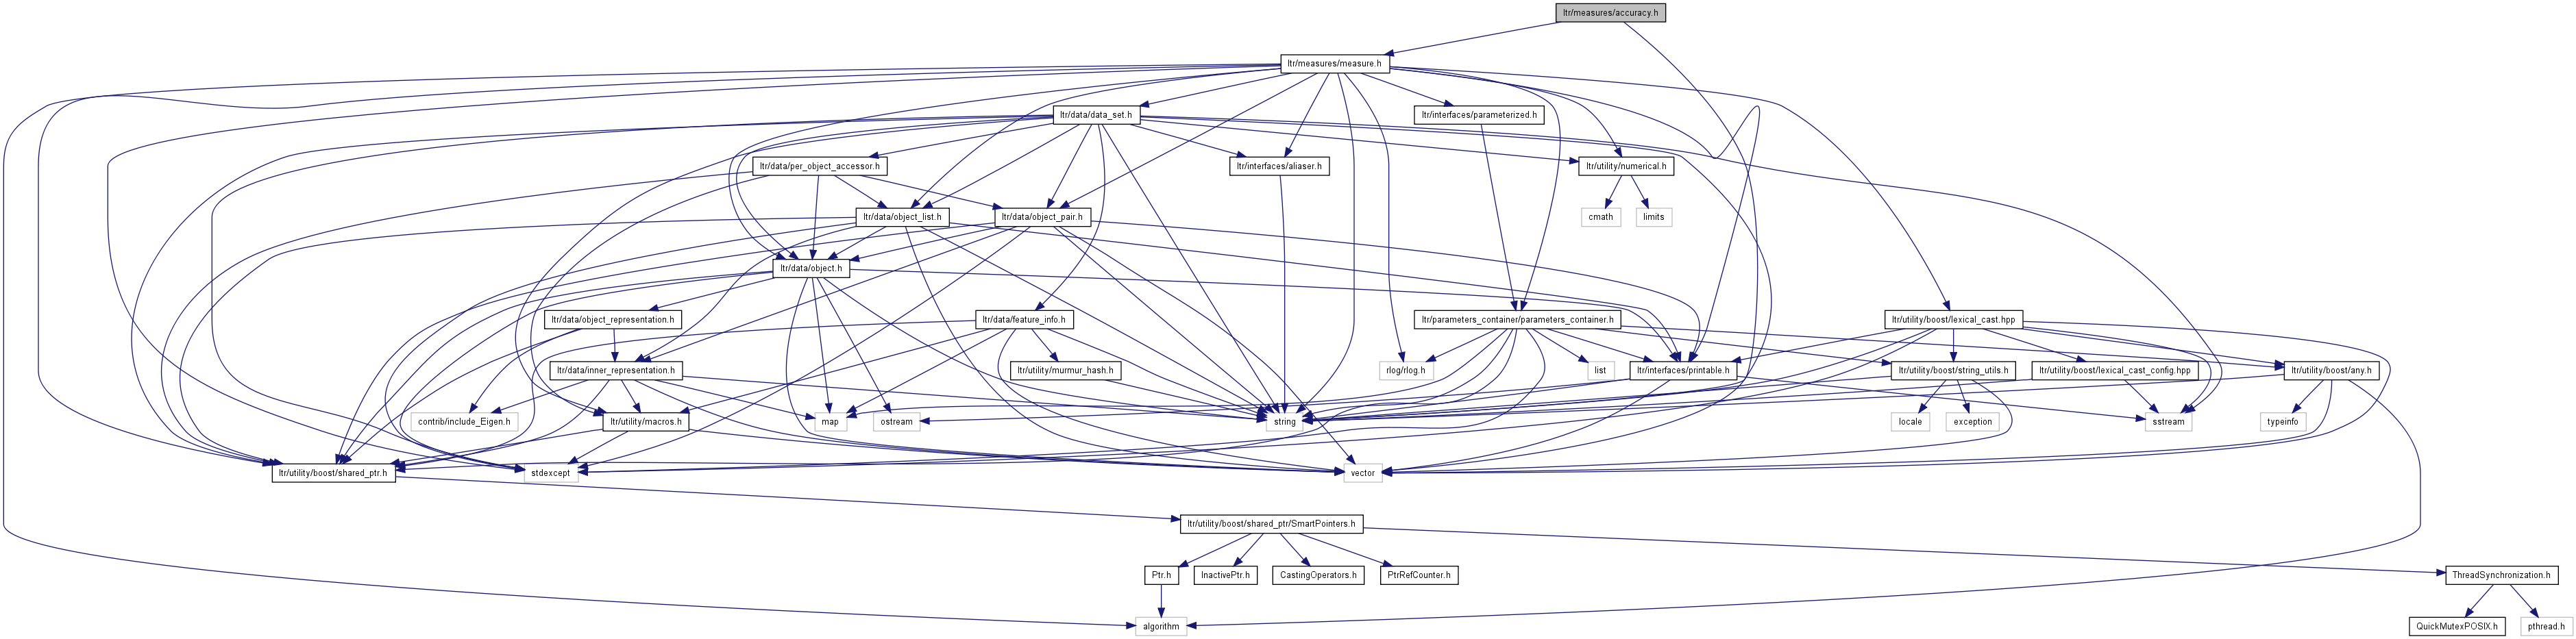 ltr/measures/accuracy.h
ltr/measures/measure.h
ltr/data/data_set.h
ltr/interfaces/parameterized.h
ltr/data/per_object_accessor.h
ltr/interfaces/aliaser.h
ltr/utility/numerical.h
ltr/data/object_list.h
ltr/data/object_pair.h
cmath
limits
ltr/data/object.h
ltr/data/object_representation.h
ltr/data/feature_info.h
ltr/parameters_container/parameters_container.h
ltr/utility/boost/lexical_cast.hpp
ltr/data/inner_representation.h
ltr/utility/murmur_hash.h
rlog/rlog.h
list
ltr/interfaces/printable.h
ltr/utility/boost/string_utils.h
ltr/utility/boost/lexical_cast_config.hpp
ltr/utility/boost/any.h
contrib/include_Eigen.h
ltr/utility/macros.h
map
ostream
string
locale
exception
sstream
typeinfo
ltr/utility/boost/shared_ptr.h
stdexcept
vector
ltr/utility/boost/shared_ptr/SmartPointers.h
Ptr.h
InactivePtr.h
CastingOperators.h
PtrRefCounter.h
ThreadSynchronization.h
algorithm
QuickMutexPOSIX.h
pthread.h